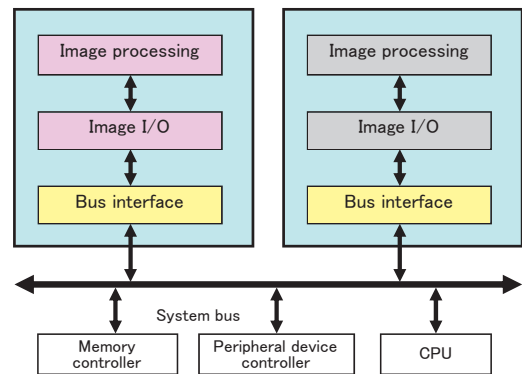 Image processing
Image I/O
Bus interface
Image processing
Image I/O
Bus interface
System bus
Memory
controller
Peripheral device
controller
CPU